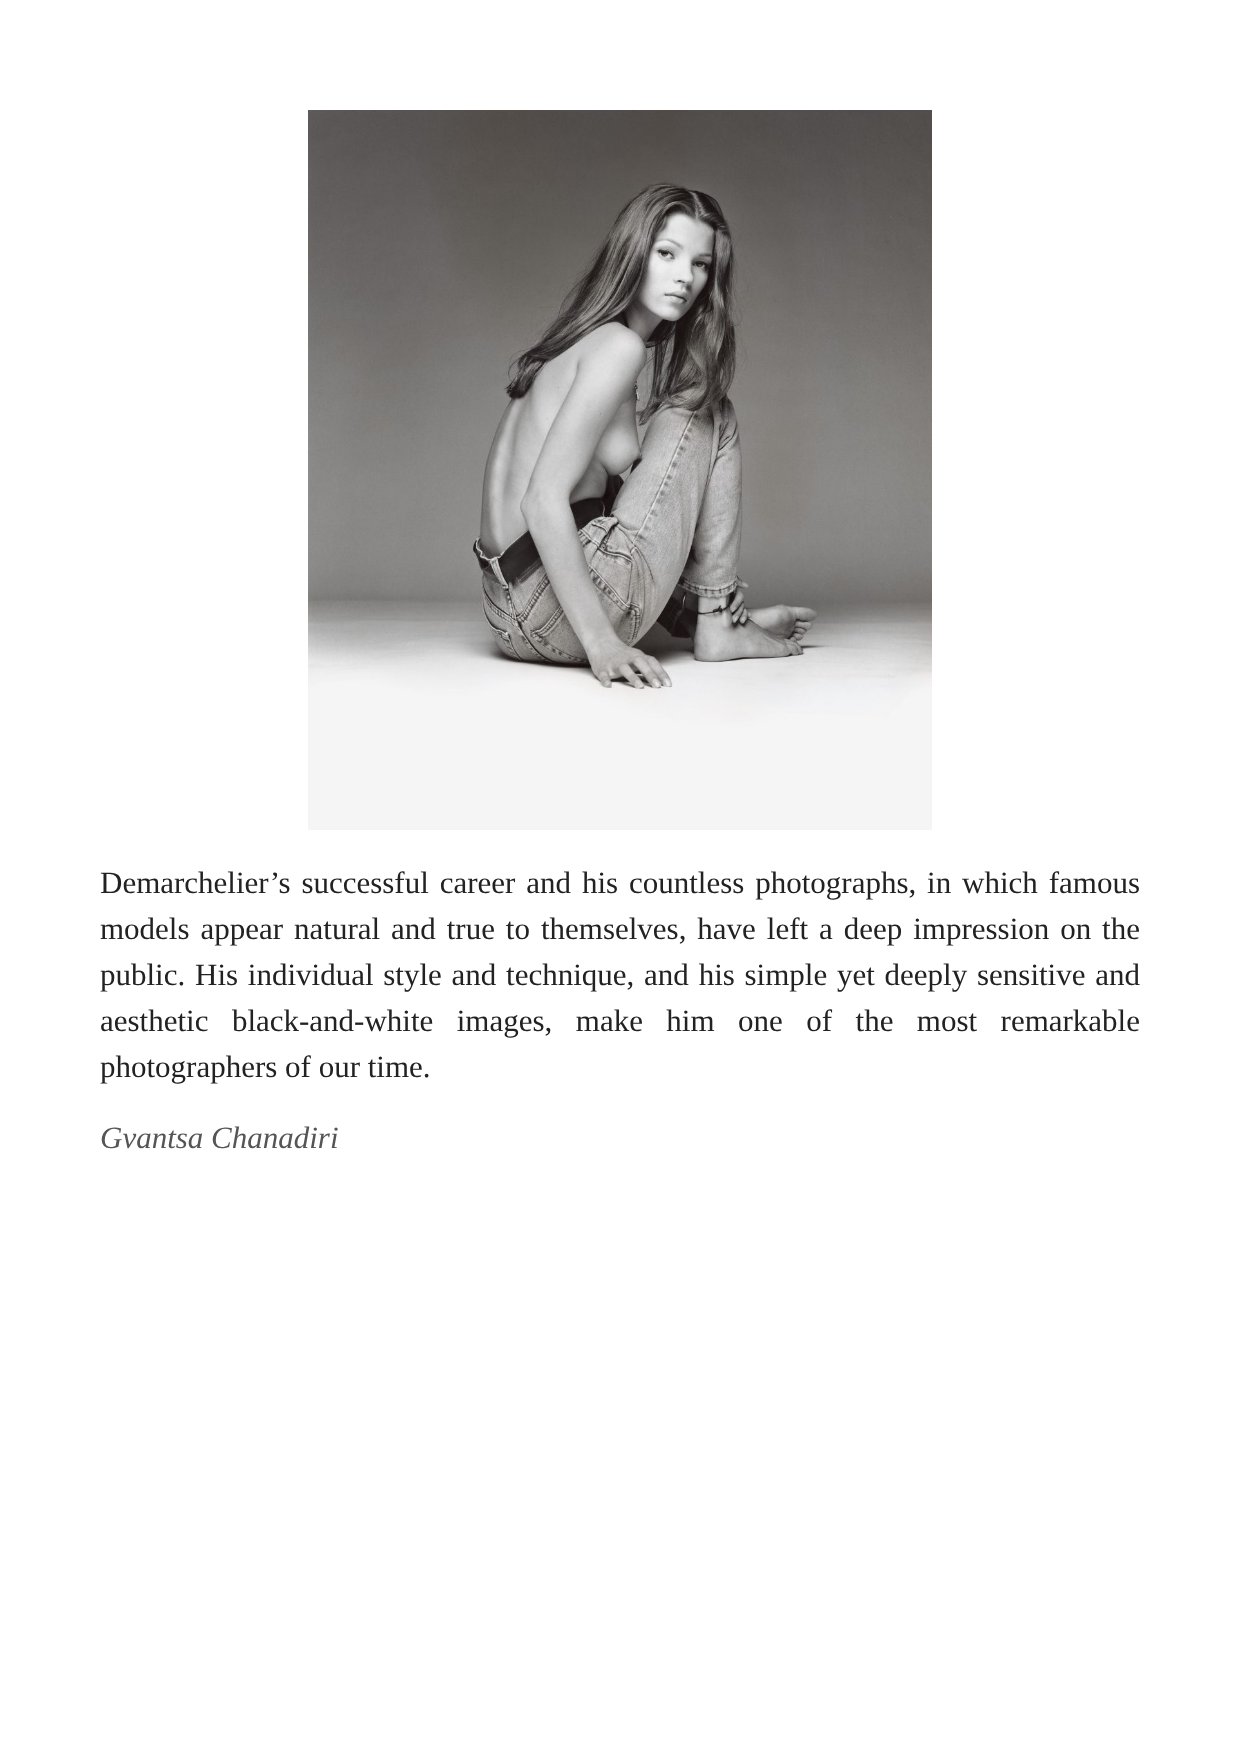 Demarchelier’s successful career and his countless photographs, in which famous
models appear natural and true to themselves, have left a deep impression on the
public. His individual style and technique, and his simple yet deeply sensitive and
aesthetic black-and-white images, make him one of the most remarkable
photographers of our time.
Gvantsa Chanadiri